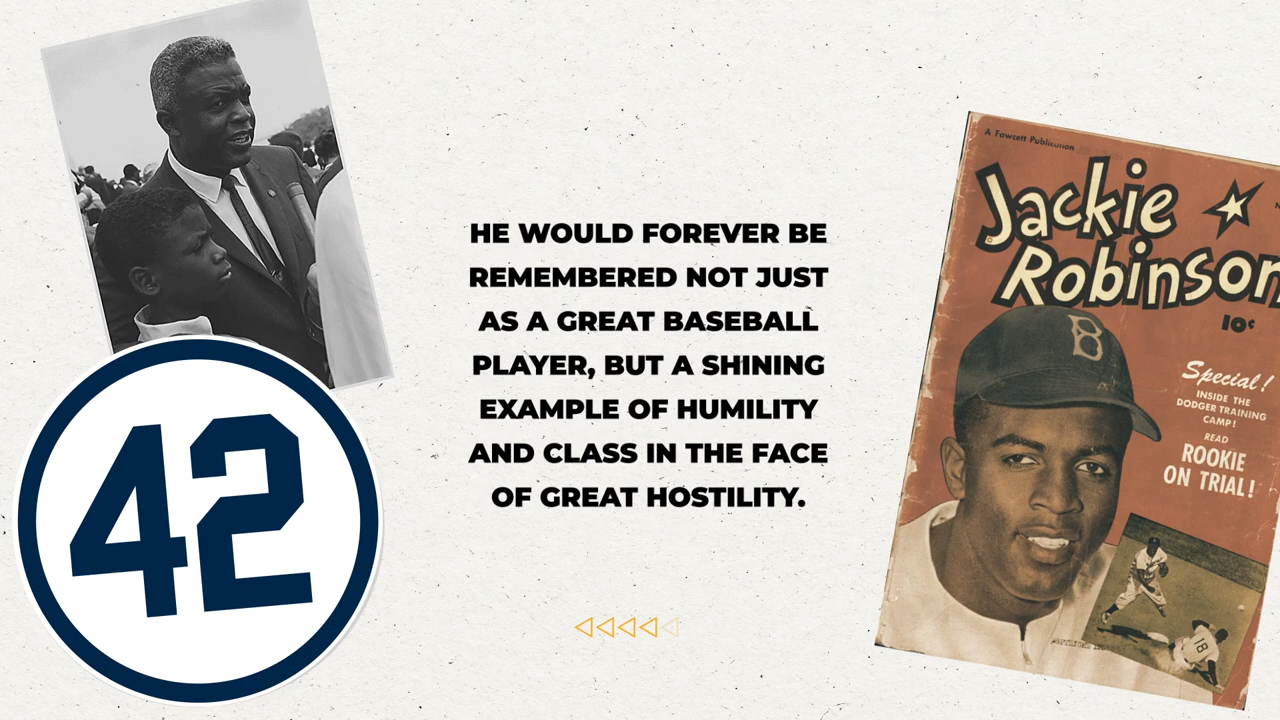 HE WOULD FOREVER BE
REMEMBERED NOT JUST
AS A GREAT BASEBALL
PLAYER, BUT A SHINING
EXAMPLE OF HUMILITY
AND CLASS IN THE FACE
OF GREAT HOSTILITY.
42
A Fawcett Publication
Jackie
Robinson
10¢
Special!
INSIDE THE
DODGER TRAINING
CAMP!
READ
ROOKIE
ON TRIAL!
B
18